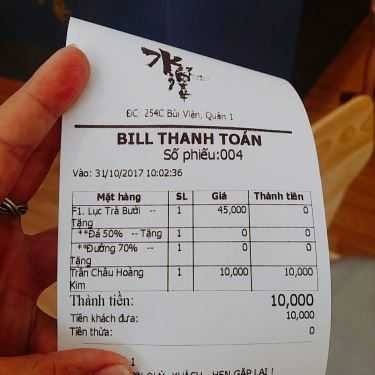 ĐC 254C Bùi Viện, Quận 1
BILL THANH TOÁN
Số phiếu:004
Vào: 31/10/2017 10:02:36
Mặt hàng SL Giá Thành tiền
F1. Lục Trà Bưởi -- 1 45,000 0
Tặng
**Đá 50% -- Tặng 1 0 0
**Đường 70% -- 1 0 0
Tặng
Trân Châu Hoàng 1 10,000 10,000
Kim
Thành tiền: 10,000
Tiền khách đưa: 10,000
Tiền thừa: 0
1
QUÝ KHÁCH - HẸN GẶP LẠI !